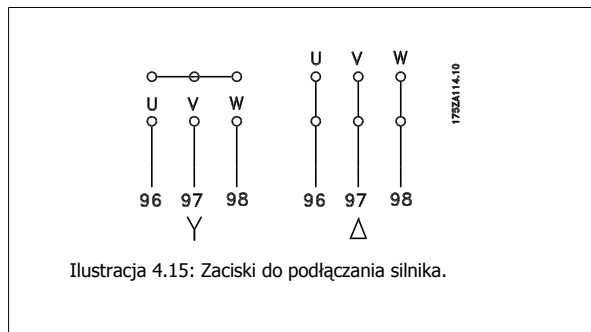 U V W
U V W
96 97 98
96 97 98
Y
Δ
175ZA114.10
Ilustracja 4.15: Zaciski do podłączania silnika.